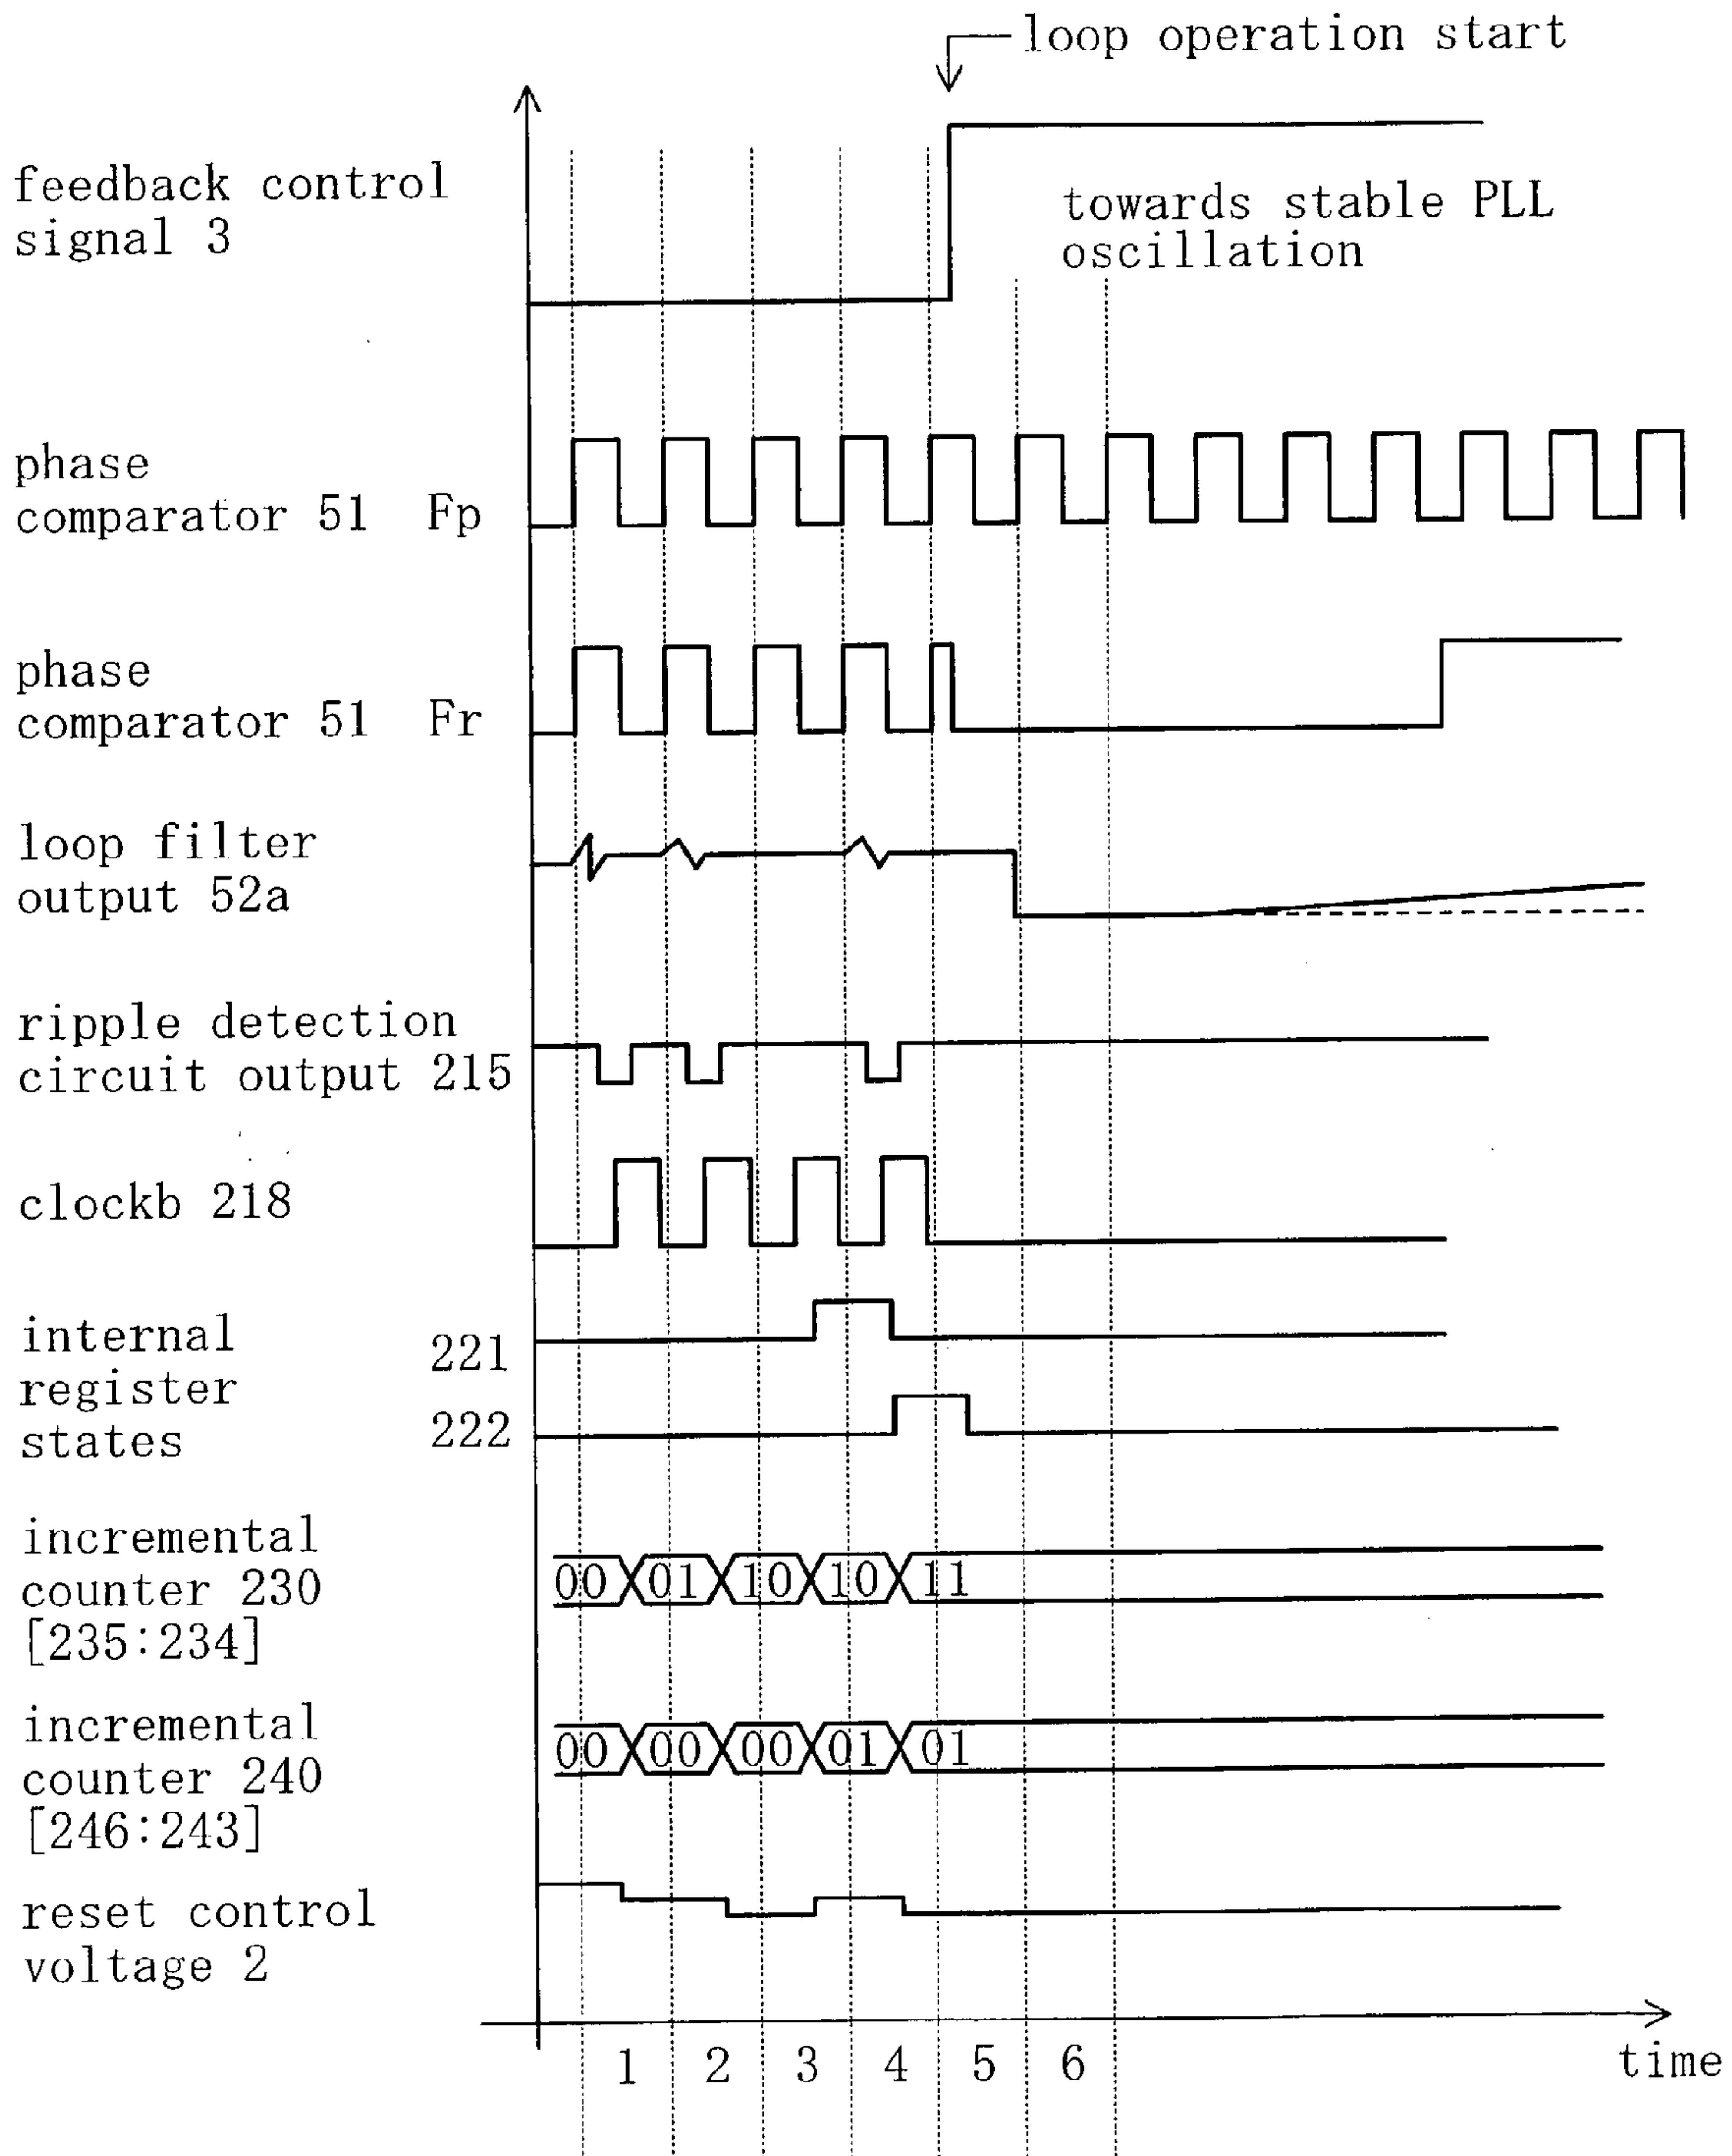 loop operation start
feedback control
signal 3
towards stable PLL
oscillation
phase
comparator 51 Fp
phase
comparator 51 Fr
loop filter
output 52a
ripple detection
circuit output 215
clockb 218
internal
register
states
221
222
incremental
counter 230
[235:234]
00 01 10 10 11
incremental
counter 240
[246:243]
00 00 00 01 01
reset control
voltage 2
1 2 3 4 5 6
time